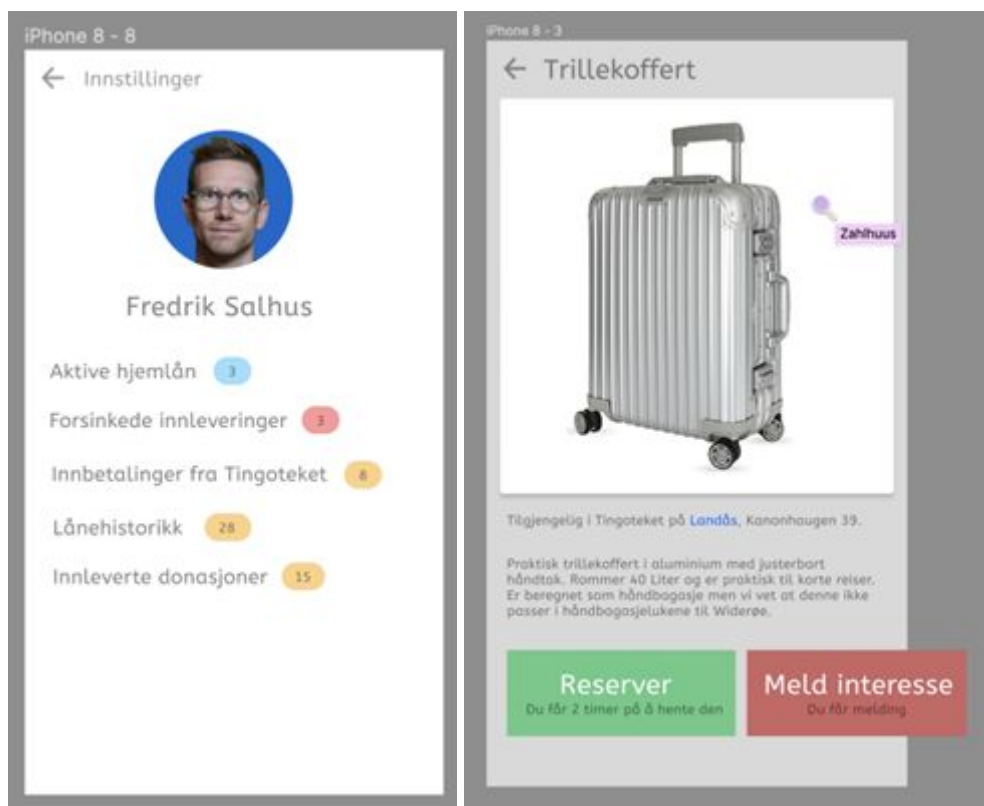 iPhone 8 - 8
Innstillinger
Fredrik Salhus
Aktive hjemlån 3
Forsinkede innleveringer 3
Innbetalinger fra Tingoteket 8
Lånehistorikk 28
Innleverte donasjoner 15
iPhone 8 - 3
Trillekoffert
Zahlhuus
Tilgjengelig i Tingoteket på Landås, Kanonhaugen 39.
Praktisk trillekoffert i aluminium med justerbart
håndtak. Rommer 40 Liter og er praktisk til korte reiser.
Er beregnet som håndbagasje men vi vet at denne ikke
passer i håndbagasjelukene til Widerøe.
Reserver
Du får 2 timer på å hente den
Meld interesse
Du får melding